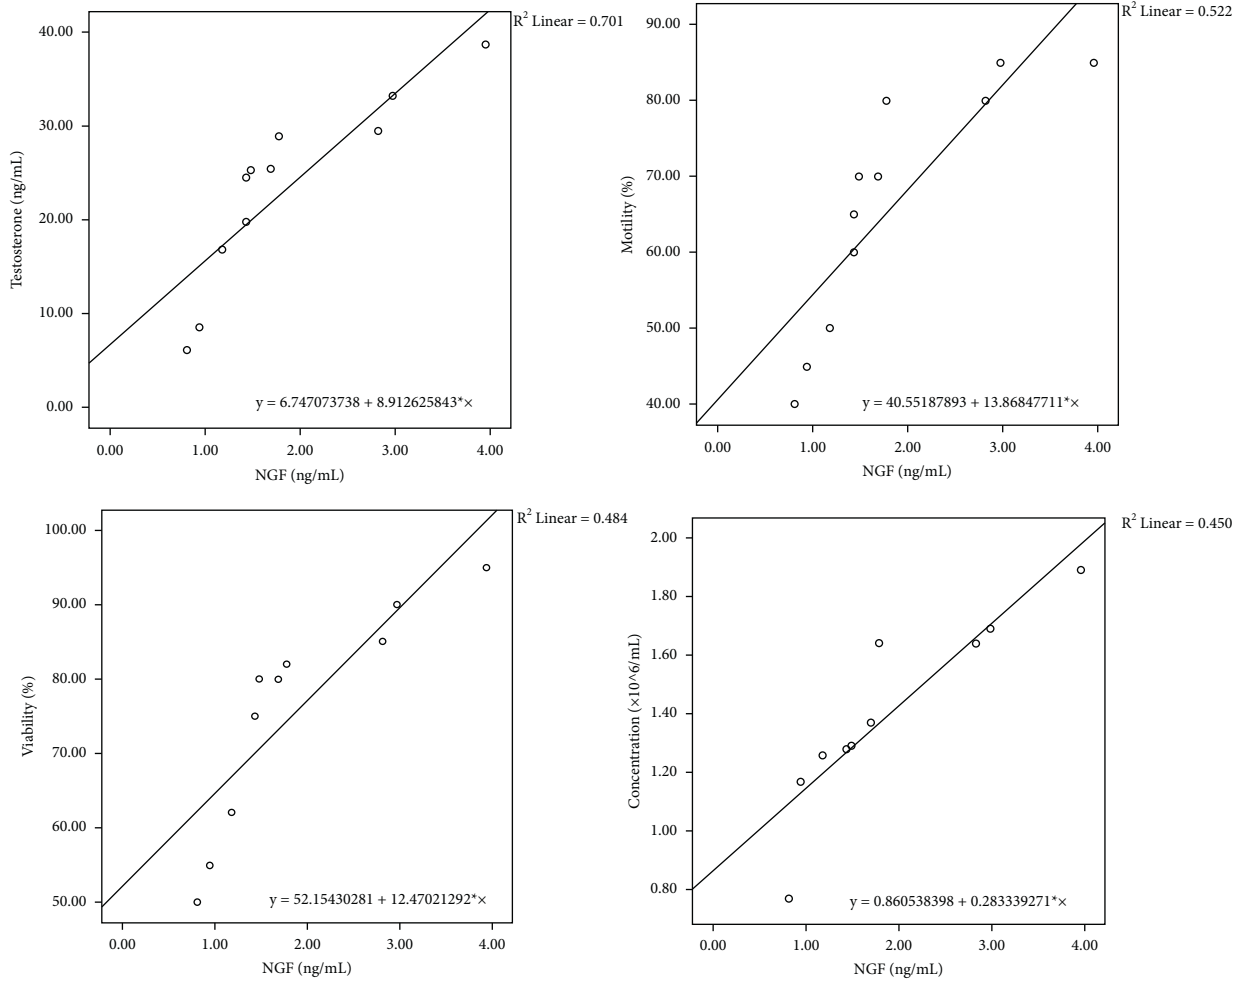 R² Linear = 0.701
40.00
30.00
20.00
10.00
0.00
Testosterone (ng/mL)
y = 6.747073738 + 8.912625843*×
0.00 1.00 2.00 3.00 4.00
NGF (ng/mL)
R² Linear = 0.522
90.00
80.00
70.00
60.00
50.00
40.00
Motility (%)
y = 40.55187893 + 13.86847711*×
0.00 1.00 2.00 3.00 4.00
NGF (ng/mL)
R² Linear = 0.484
100.00
90.00
80.00
70.00
60.00
50.00
Viability (%)
y = 52.15430281 + 12.47021292*×
0.00 1.00 2.00 3.00 4.00
NGF (ng/mL)
R² Linear = 0.450
2.00
1.80
1.60
1.40
1.20
1.00
0.80
Concentration (×10^6/mL)
y = 0.860538398 + 0.283339271*×
0.00 1.00 2.00 3.00 4.00
NGF (ng/mL)